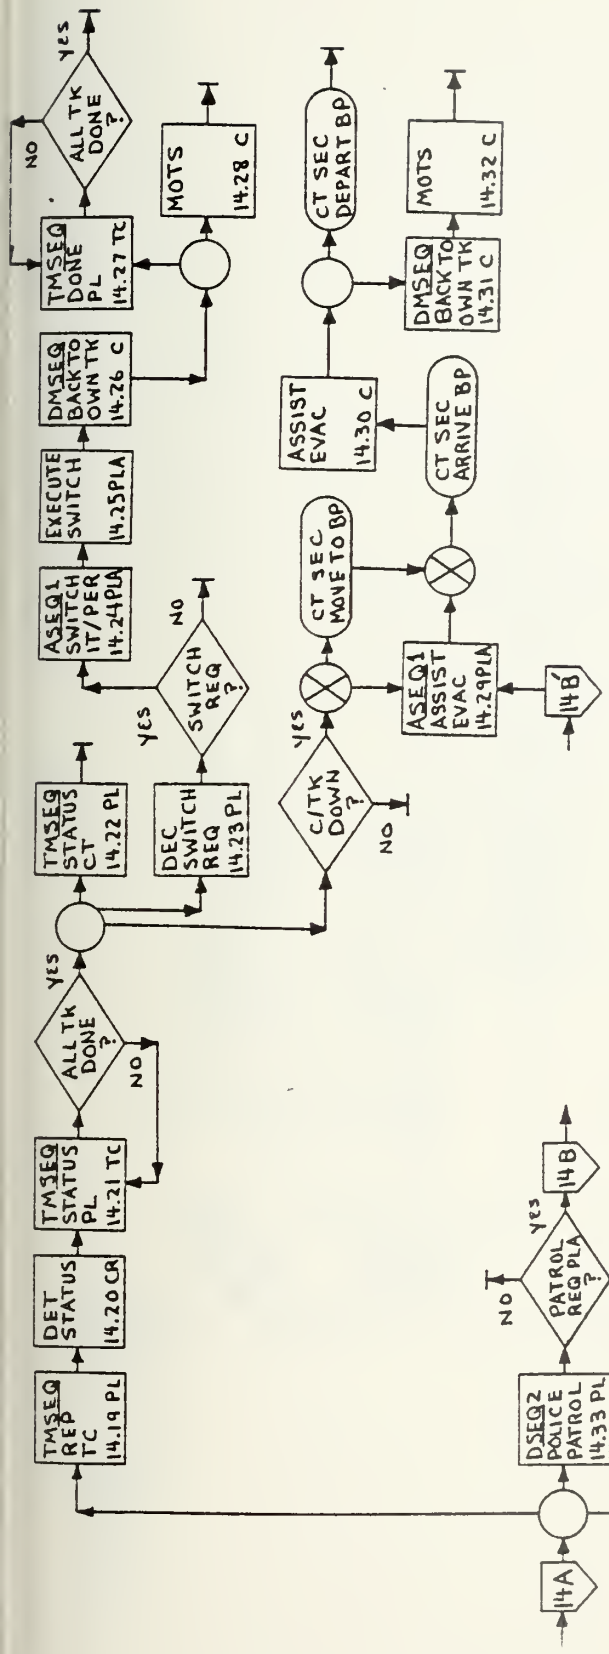 TMSEQ
REP
TC
14.19 PL
DET
STATUS
14.20 CR
TMSEQ
STATUS
PL
14.21 TC
ALL TK
DONE
?
YES
NO
TMSEQ
STATUS
CT
14.22 PL
DEC
SWITCH
REQ
14.23 PL
SWITCH
REQ
?
YES
NO
ASEQ1
SWITCH
IT/PER
14.24 PLA
EXECUTE
SWITCH
14.25 PLA
DMSEQ
BACK TO
OWN TK
14.26 C
TMSEQ
DONE
PL
14.27 TC
ALL TK
DONE
?
YES
NO
MOTS
14.28 C
C/TK
DOWN
?
YES
NO
CT SEC
MOVE TO BP
ASEQ1
ASSIST
EVAC
14.29 PLA
14B'
CT SEC
ARRIVE BP
ASSIST
EVAC
14.30 C
CT SEC
DEPART BP
DMSEQ
BACK TO
OWN TK
14.31 C
MOTS
14.32 C
14A
DSEQ2
POLICE
PATROL
14.33 PL
PATROL
REQ PLA
?
NO
YES
14B